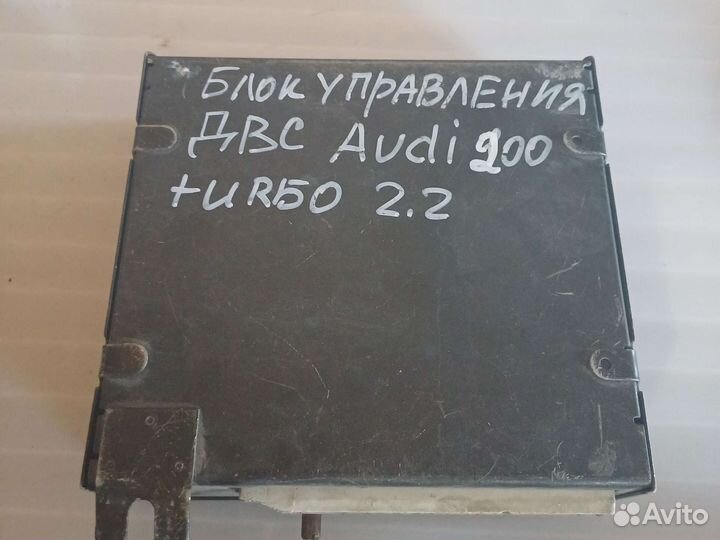 БЛОК УПРАВЛЕНИЯ
ДВС Audi 200
tURBO 2.2
Avito